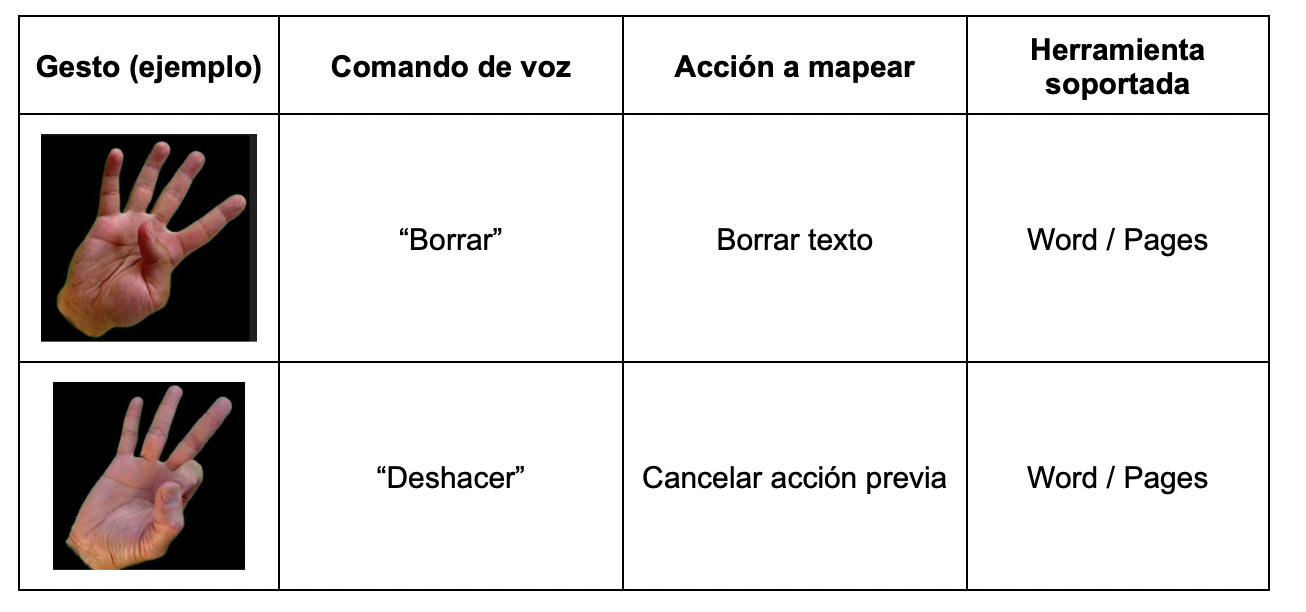 Gesto (ejemplo)
Comando de voz
Acción a mapear
Herramienta
soportada
“Borrar”
Borrar texto
Word / Pages
“Deshacer”
Cancelar acción previa
Word / Pages